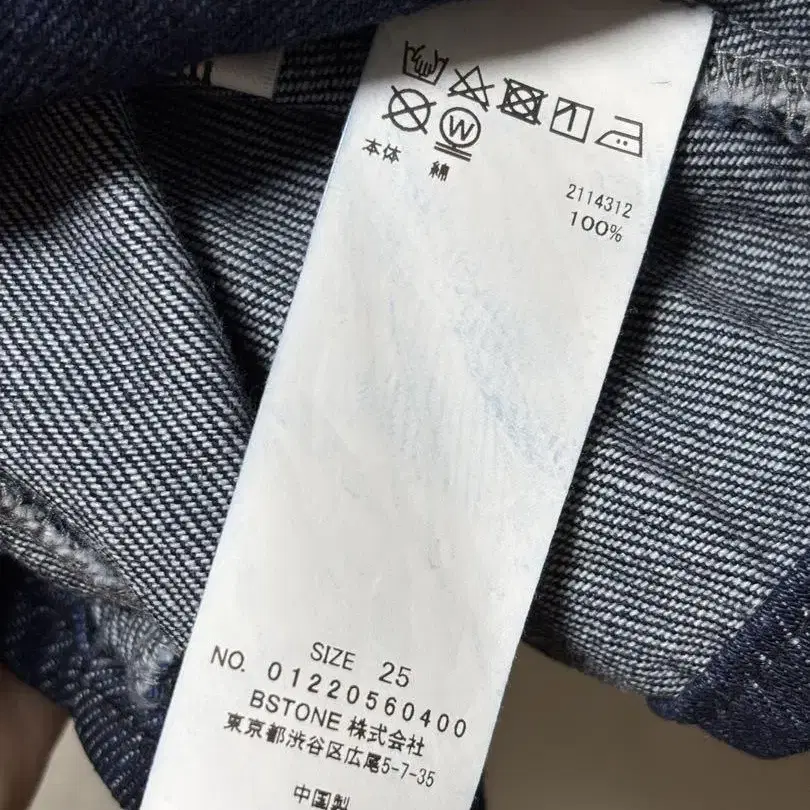 W
本体 綿
2114312
100%
SIZE 25
NO. 01220560400
BSTONE 株式会社
東京都渋谷区広尾5-7-35
中国製